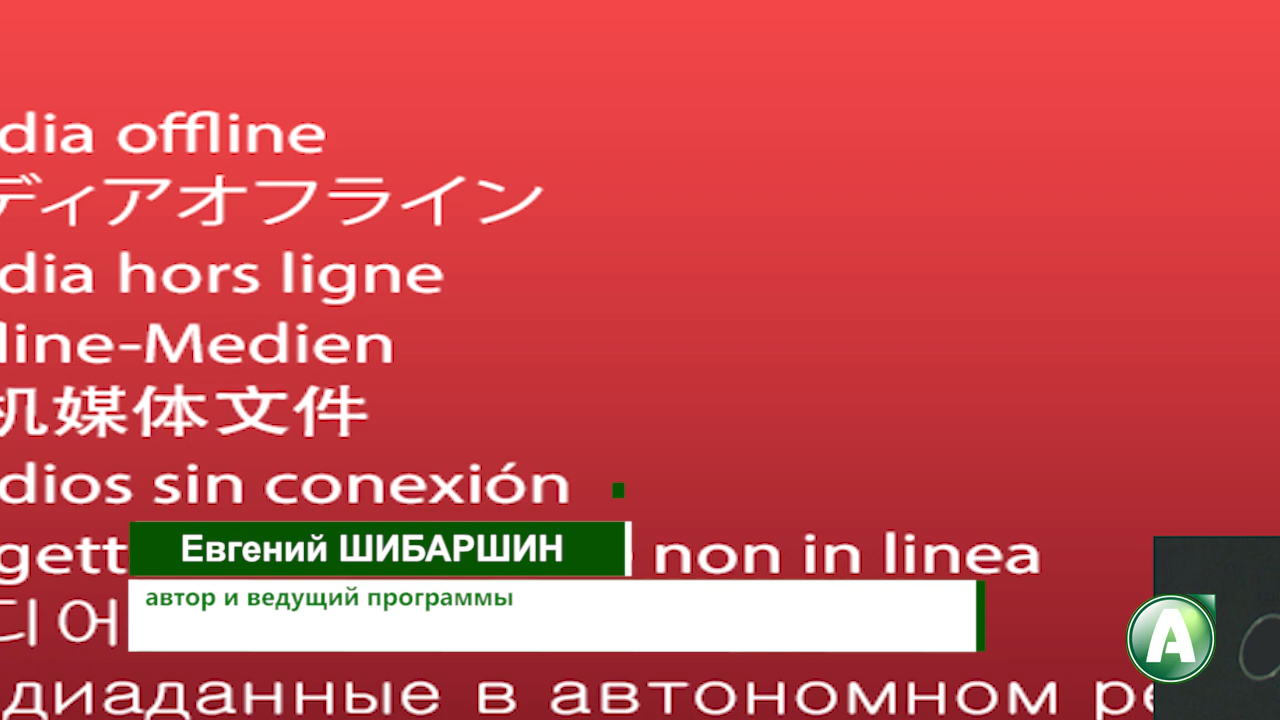 dia offline
ディアオフライン
dia hors ligne
line-Medien
机媒体文件
dios sin conexión
gett non in linea
Евгений ШИБАРШИН
디어
автор и ведущий программы
диаданные в автономном ре
A